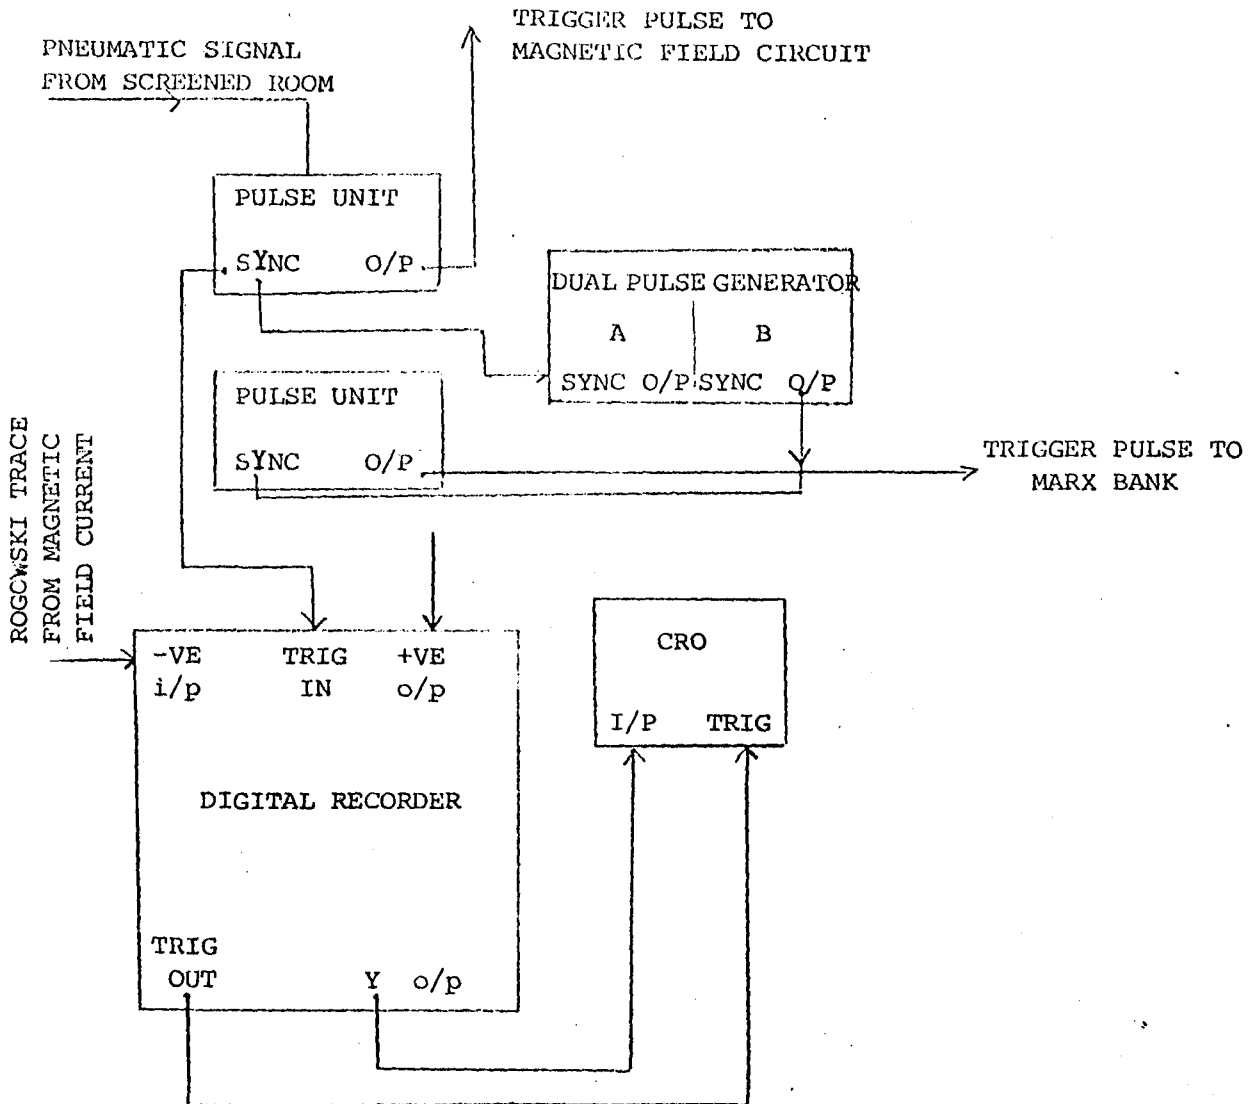 TRIGGER PULSE TO
MAGNETIC FIELD CIRCUIT
PNEUMATIC SIGNAL
FROM SCREENED ROOM
PULSE UNIT
SYNC O/P
DUAL PULSE GENERATOR
A B
SYNC O/P SYNC O/P
PULSE UNIT
SYNC O/P
TRIGGER PULSE TO
MARX BANK
ROGOWSKI TRACE
FROM MAGNETIC
FIELD CURRENT
-VE TRIG +VE
i/p IN o/p
CRO
I/P TRIG
DIGITAL RECORDER
TRIG
OUT Y o/p